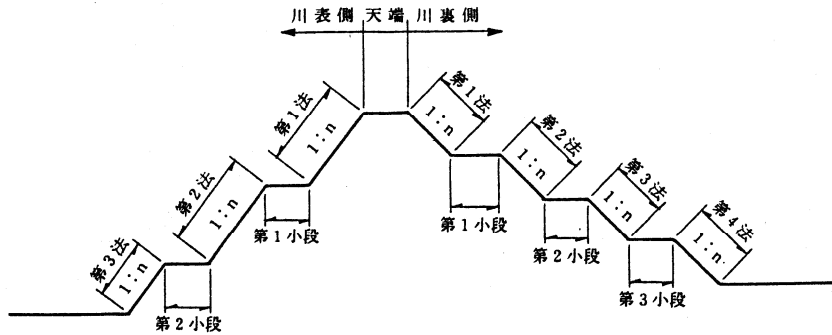 川表側 天端 川裏側
第1法
1:n
第2法
1:n
第3法
1:n
第1小段
第2小段
第1法
1:n
第2法
1:n
第3法
1:n
第4法
1:n
第1小段
第2小段
第3小段